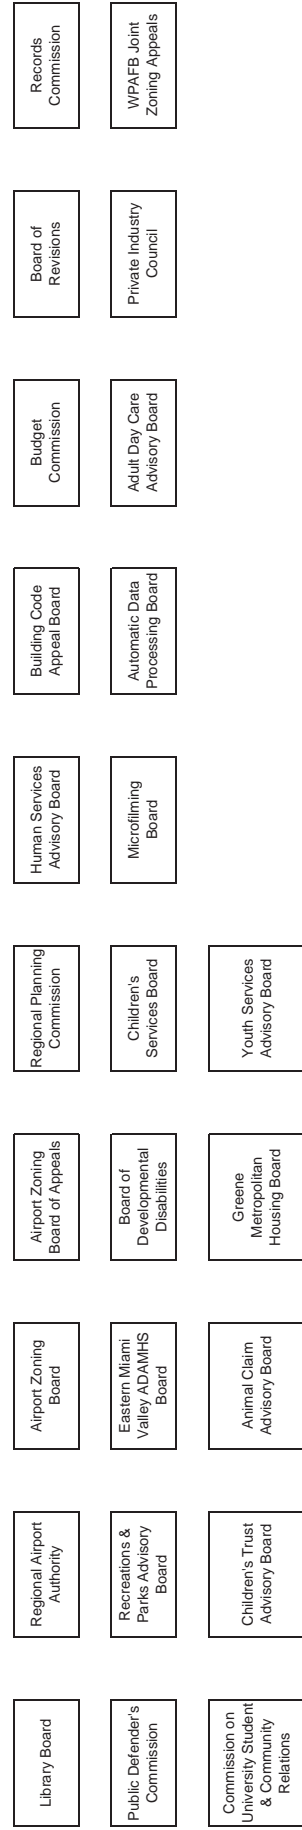 Library Board
Regional Airport
Authority
Airport Zoning
Board
Airport Zoning
Board of Appeals
Regional Planning
Commission
Human Services
Advisory Board
Building Code
Appeal Board
Budget
Commission
Board of
Revisions
Records
Commission
Public Defender's
Commission
Recreations &
Parks Advisory
Board
Eastern Miami
Valley ADAMHS
Board
Board of
Developmental
Disabilities
Children's
Services Board
Microfilming
Board
Automatic Data
Processing Board
Adult Day Care
Advisory Board
Private Industry
Council
WPAFB Joint
Zoning Appeals
Commission on
University Student
& Community
Relations
Children's Trust
Advisory Board
Animal Claim
Advisory Board
Greene
Metropolitan
Housing Board
Youth Services
Advisory Board